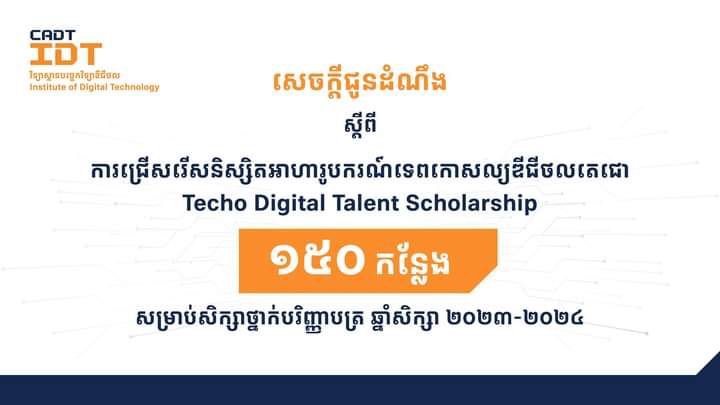 CADT
IDT
វិទ្យាស្ថានបច្ចេកវិទ្យាឌីជីថល
Institute of Digital Technology
សេចក្តីជូនដំណឹង
ស្តីពី
ការជ្រើសរើសនិស្សិតអាហារូបករណ៍ទេពកោសល្យឌីជីថលតេជោ
Techo Digital Talent Scholarship
១៥០ កន្លែង
សម្រាប់សិក្សាថ្នាក់បរិញ្ញាបត្រ ឆ្នាំសិក្សា ២០២៣-២០២៤